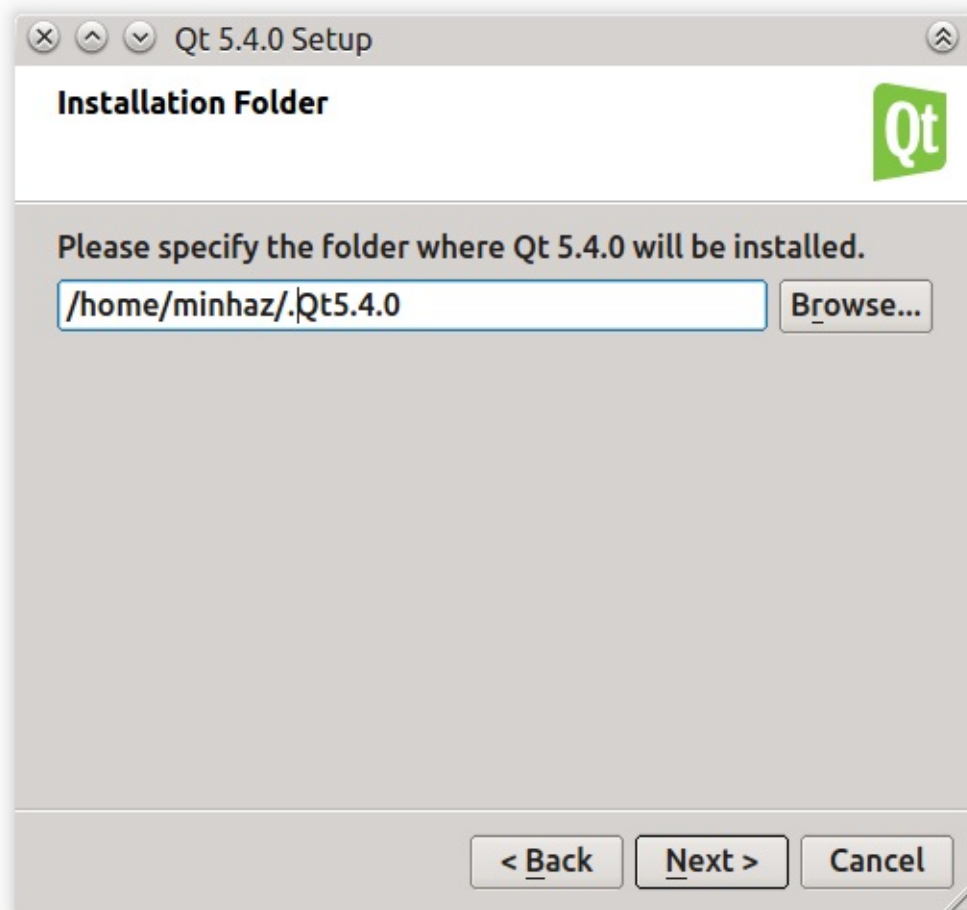 Qt 5.4.0 Setup
Installation Folder
Qt
Please specify the folder where Qt 5.4.0 will be installed.
/home/minhaz/.Qt5.4.0
Browse...
< Back
Next >
Cancel